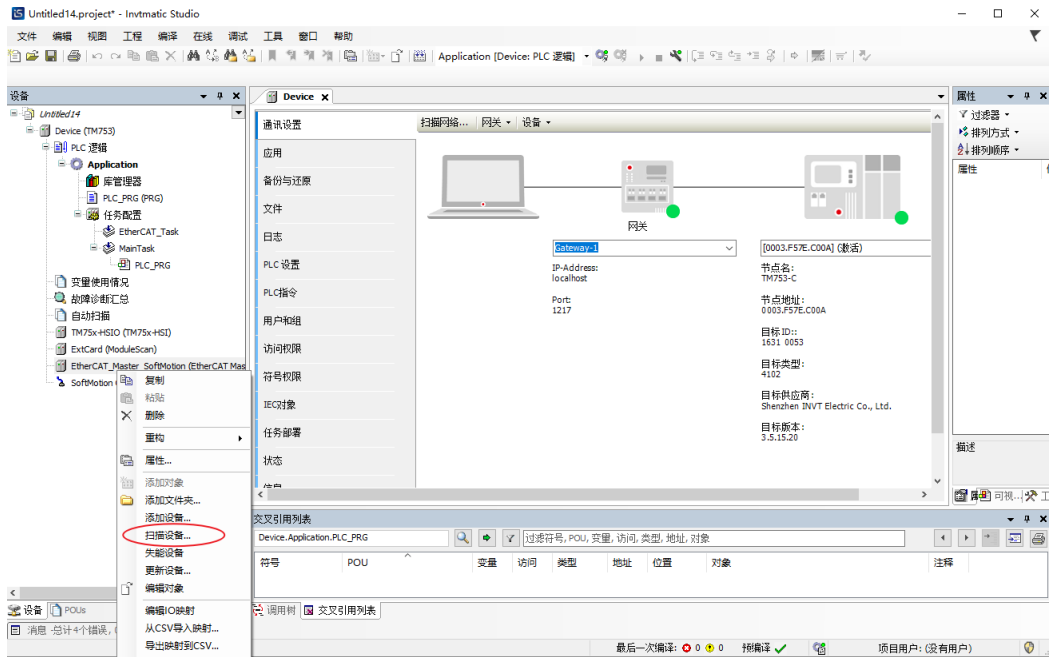 Untitled14.project* - Invtmatic Studio
文件 编辑 视图 工程 编译 在线 调试 工具 窗口 帮助
Application [Device: PLC 逻辑]
设备
Untitled14
Device (TM753)
PLC 逻辑
Application
库管理器
PLC_PRG (PRG)
任务配置
EtherCAT_Task
MainTask
PLC_PRG
变量使用情况
故障诊断汇总
自动扫描
TM75x-HSIO (TM75x-HSI)
ExtCard (ModuleScan)
EtherCAT_Master_SoftMotion (EtherCAT Mas
SoftMotion
复制
粘贴
删除
重构
属性...
添加对象
添加文件夹...
添加设备...
扫描设备...
失能设备
更新设备...
编辑对象
编辑IO映射
从CSV导入映射...
导出映射到CSV...
设备 POUs
消息 -总计4个错误,
Device
通讯设置
应用
备份与还原
文件
日志
PLC 设置
PLC指令
用户和组
访问权限
符号权限
IEC对象
任务部署
状态
信息
扫描网络... 网关 设备
网关
Gateway-1
IP-Address:
localhost
Port:
1217
[0003.F57E.C00A] (激活)
节点名:
TM753-C
节点地址:
0003.F57E.C00A
目标ID::
1631 0053
目标类型:
4102
目标供应商:
Shenzhen INVT Electric Co., Ltd.
目标版本:
3.5.15.20
属性
过滤器
排列方式
排列顺序
属性
描述
可视...
交叉引用列表
Device.Application.PLC_PRG
过滤符号, POU, 变量, 访问, 类型, 地址, 对象
符号 POU 变量 访问 类型 地址 位置 对象 注释
调用树 交叉引用列表
最后一次编译: 0 0 预编译 项目用户: (没有用户)